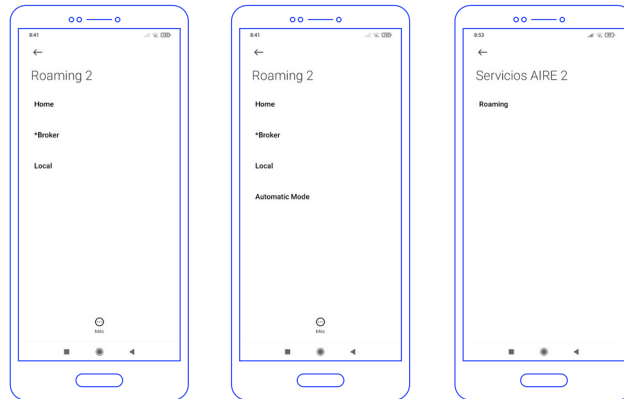 8:41
Roaming 2
Home
*Broker
Local
Más
8:41
Roaming 2
Home
*Broker
Local
Automatic Mode
Más
8:53
Servicios AIRE 2
Roaming